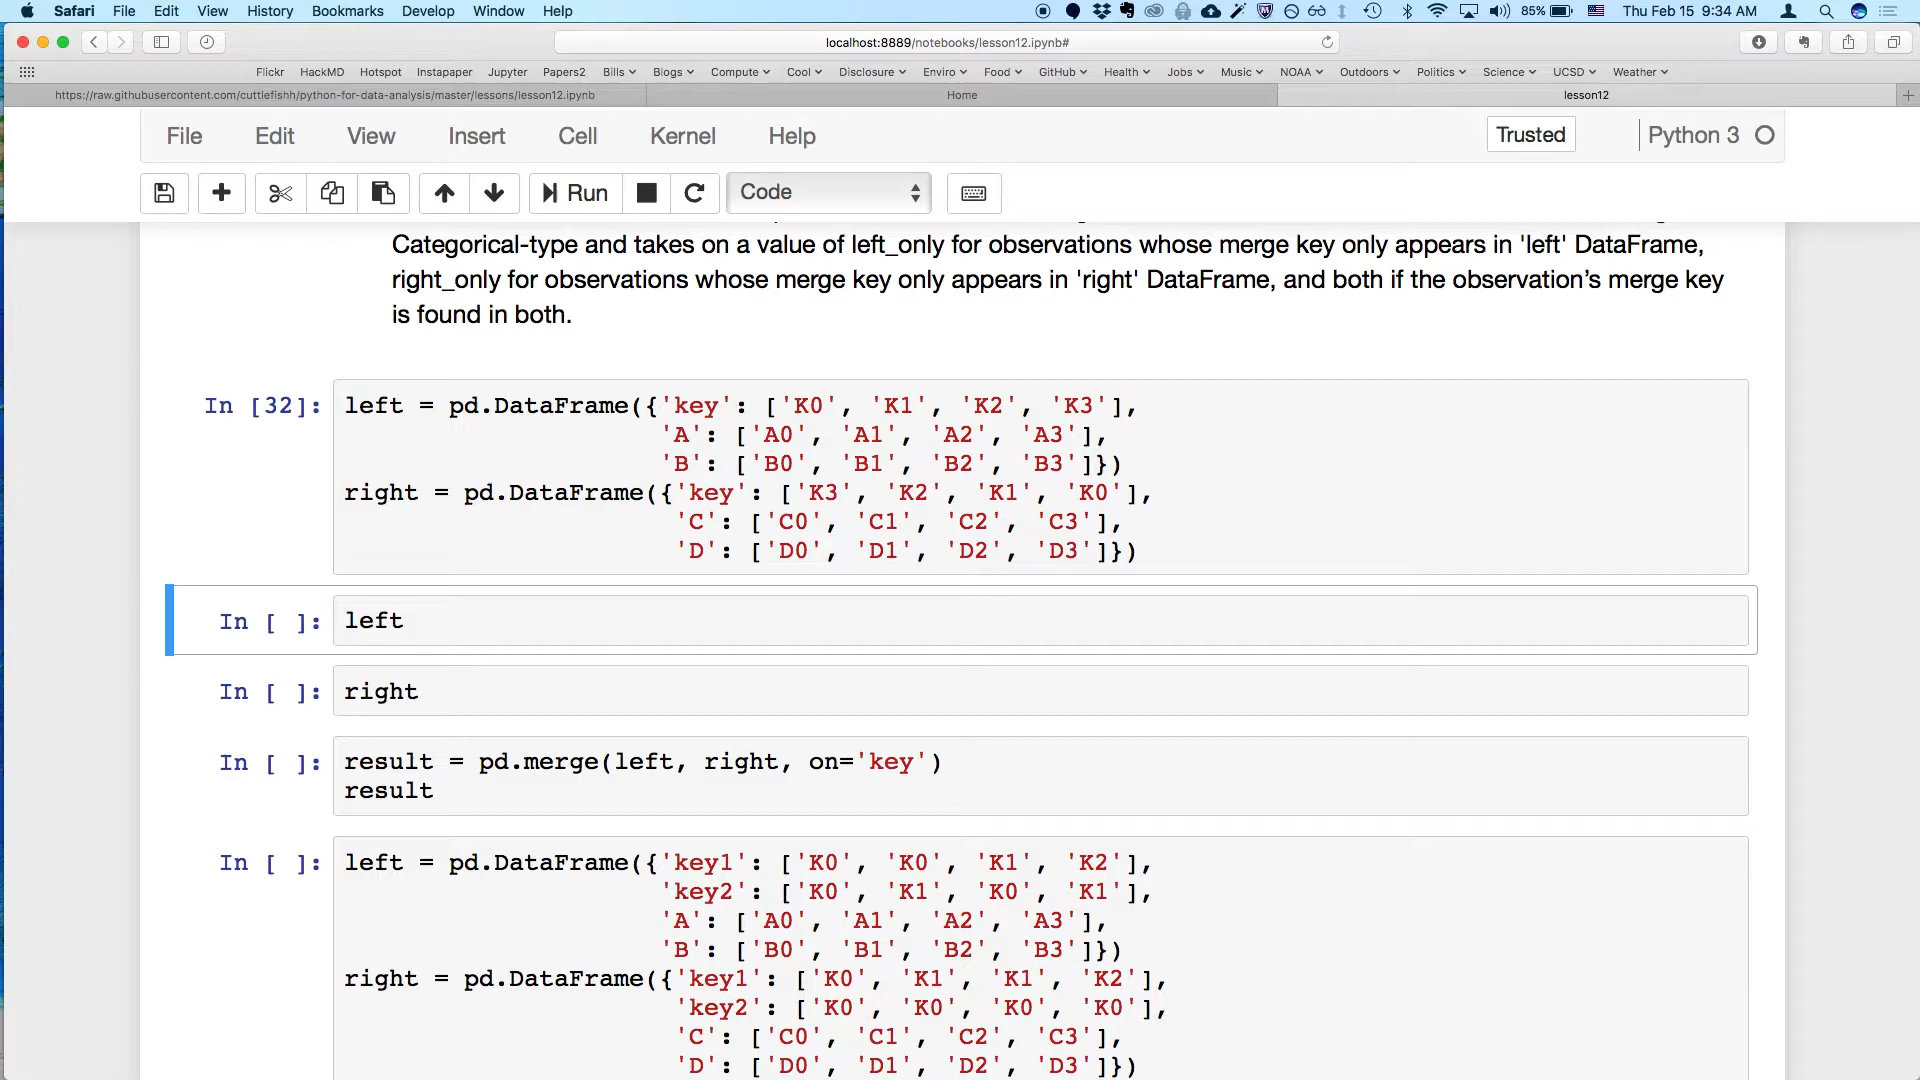 Safari File Edit View History Bookmarks Develop Window Help 85% Thu Feb 15 9:34 AM
localhost:8889/notebooks/lesson12.ipynb#
Flickr HackMD Hotspot Instapaper Jupyter Papers2 Bills Blogs Compute Cool Disclosure Enviro Food GitHub Health Jobs Music NOAA Outdoors Politics Science UCSD Weather
https://raw.githubusercontent.com/cuttlefishh/python-for-data-analysis/master/lessons/lesson12.ipynb Home lesson12
File Edit View Insert Cell Kernel Help Trusted Python 3
Run Code
Categorical-type and takes on a value of left_only for observations whose merge key only appears in 'left' DataFrame,
right_only for observations whose merge key only appears in 'right' DataFrame, and both if the observation’s merge key
is found in both.
In [32]: left = pd.DataFrame({'key': ['K0', 'K1', 'K2', 'K3'],
'A': ['A0', 'A1', 'A2', 'A3'],
'B': ['B0', 'B1', 'B2', 'B3']})
right = pd.DataFrame({'key': ['K3', 'K2', 'K1', 'K0'],
'C': ['C0', 'C1', 'C2', 'C3'],
'D': ['D0', 'D1', 'D2', 'D3']})
In [ ]: left
In [ ]: right
In [ ]: result = pd.merge(left, right, on='key')
result
In [ ]: left = pd.DataFrame({'key1': ['K0', 'K0', 'K1', 'K2'],
'key2': ['K0', 'K1', 'K0', 'K1'],
'A': ['A0', 'A1', 'A2', 'A3'],
'B': ['B0', 'B1', 'B2', 'B3']})
right = pd.DataFrame({'key1': ['K0', 'K1', 'K1', 'K2'],
'key2': ['K0', 'K0', 'K0', 'K0'],
'C': ['C0', 'C1', 'C2', 'C3'],
'D': ['D0', 'D1', 'D2', 'D3']})